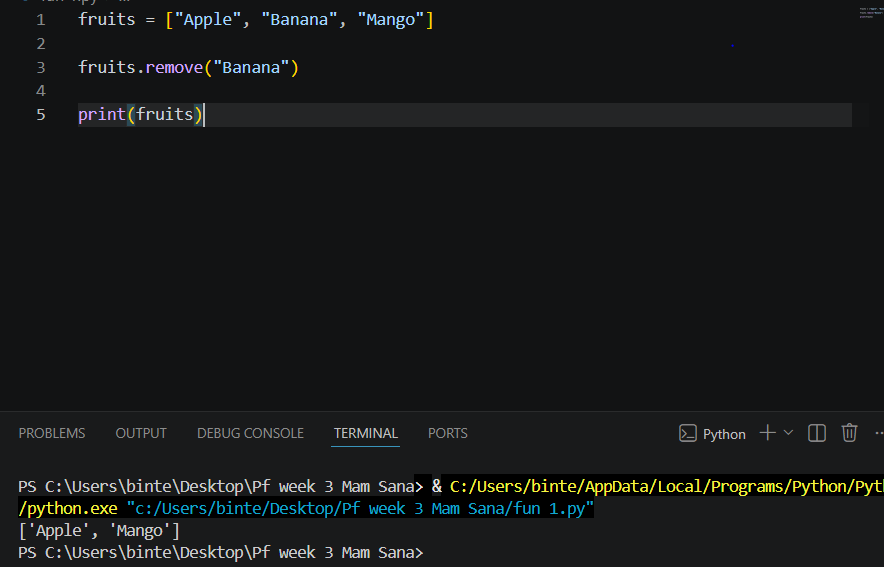 1 fruits = ["Apple", "Banana", "Mango"]
2
3 fruits.remove("Banana")
4
5 print(fruits)
PROBLEMS OUTPUT DEBUG CONSOLE TERMINAL PORTS Python
PS C:\Users\binte\Desktop\Pf week 3 Mam Sana> & C:/Users/binte/AppData/Local/Programs/Python/Pyt
/python.exe "c:/Users/binte/Desktop/Pf week 3 Mam Sana/fun 1.py"
['Apple', 'Mango']
PS C:\Users\binte\Desktop\Pf week 3 Mam Sana>